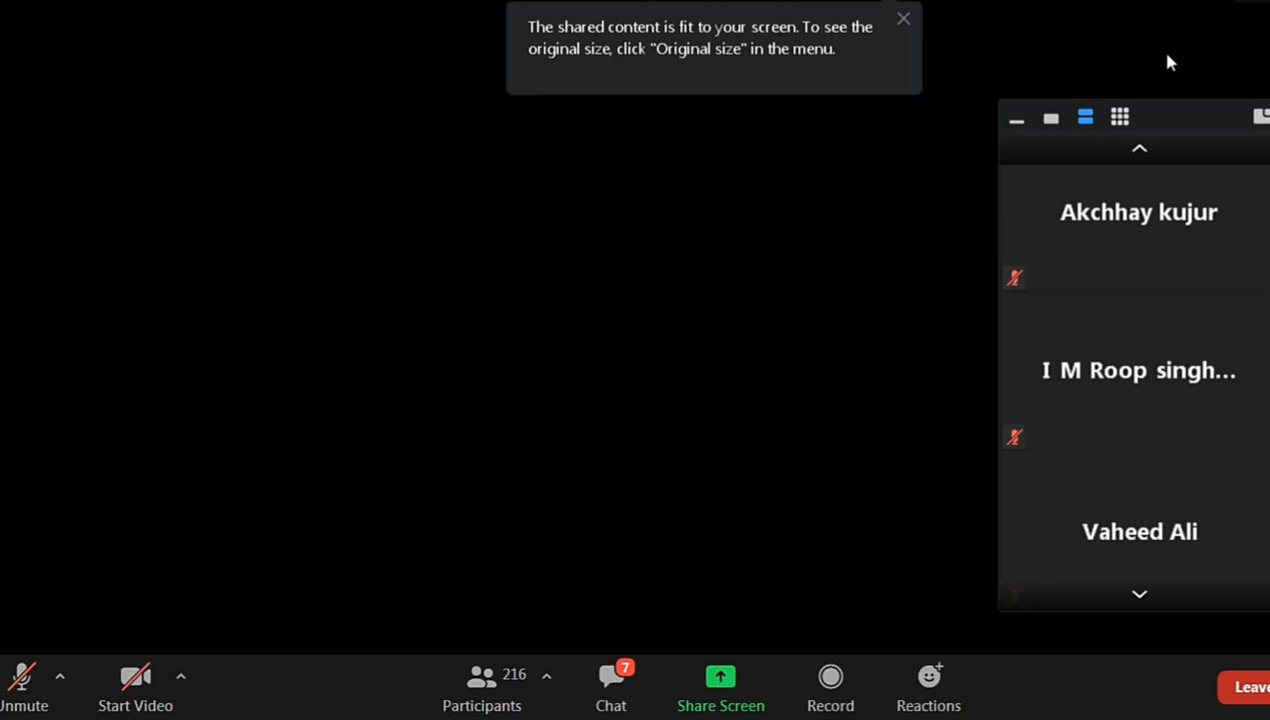 The shared content is fit to your screen. To see the
original size, click "Original size" in the menu.
Akchhay kujur
I M Roop singh...
Vaheed Ali
Unmute
Start Video
216
Participants
7
Chat
Share Screen
Record
Reactions
Leave